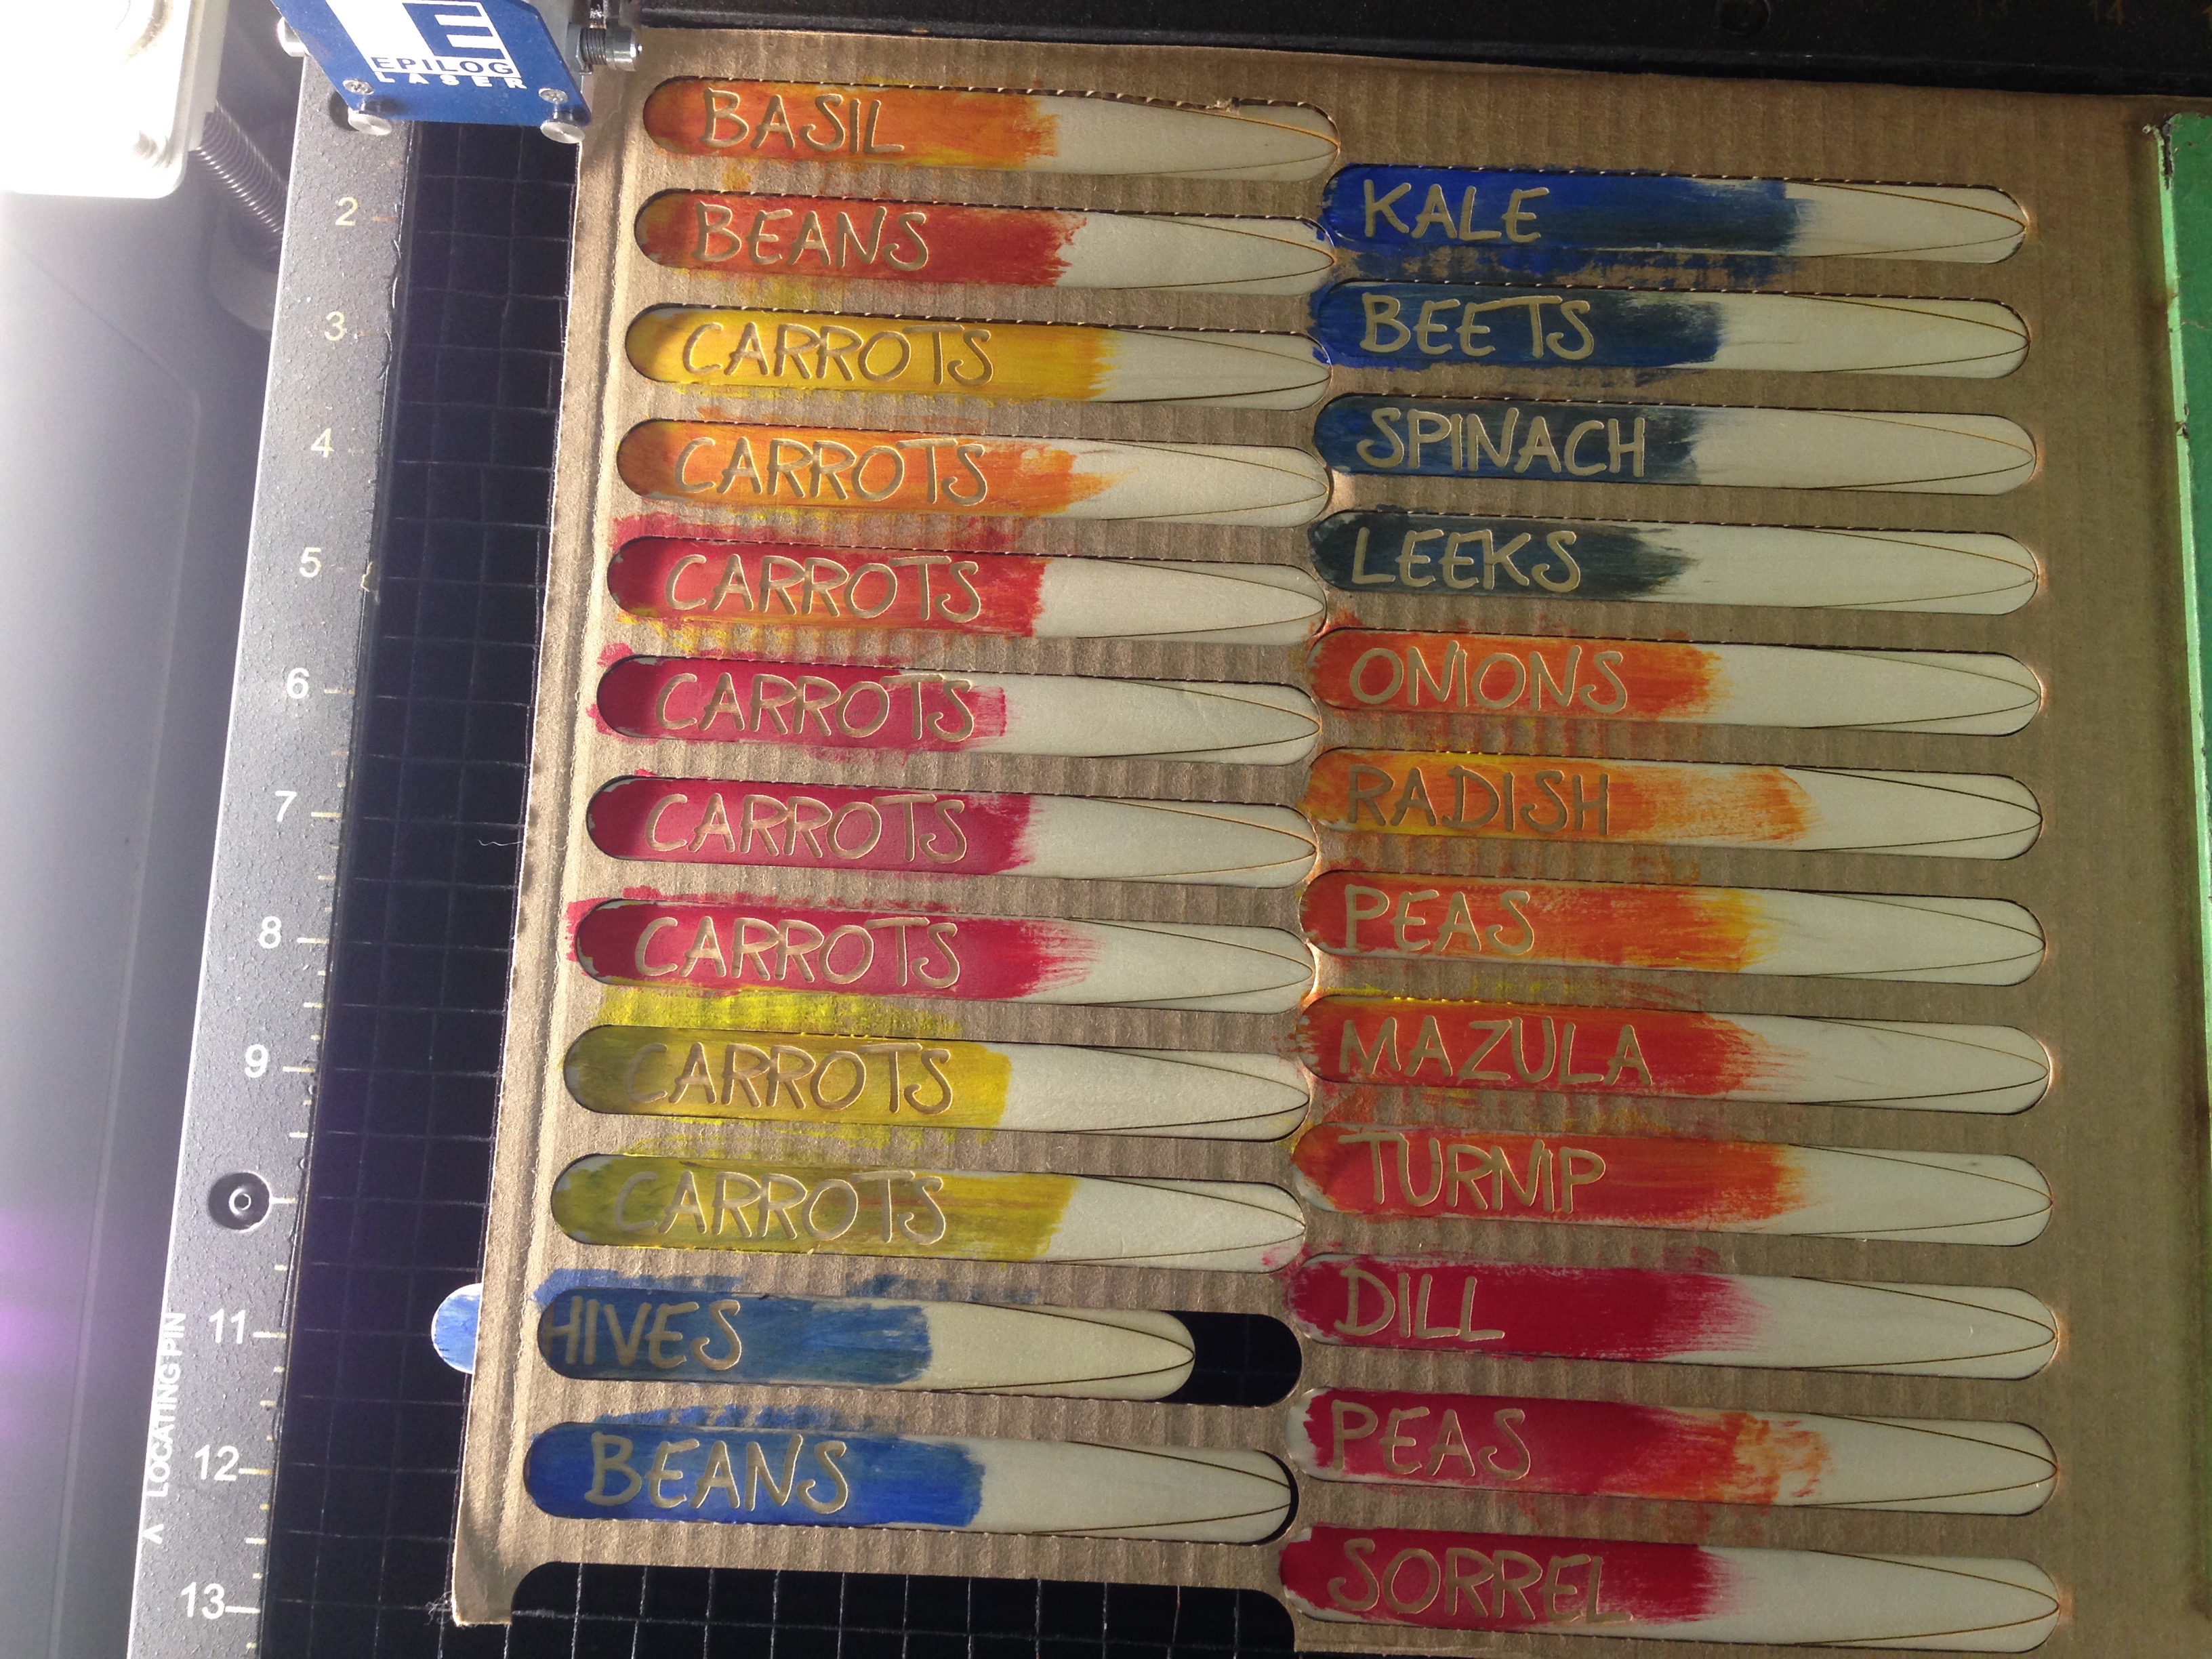 E
EPILOG
LASER
14
2
3
4
5
6
7
8
9
11
12
13
LOCATING PIN
BASIL
BEANS
CARROTS
CARROTS
CARROTS
CARROTS
CARROTS
CARROTS
CARROTS
CARROTS
HIVES
BEANS
KALE
BEETS
SPINACH
LEEKS
ONIONS
RADISH
PEAS
MAZULA
TURNIP
DILL
PEAS
SORREL